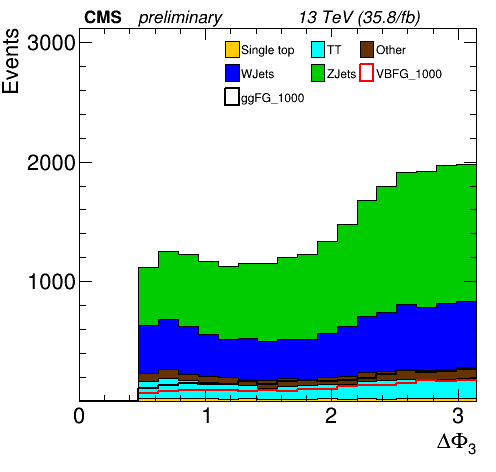 CMS preliminary 13 TeV (35.8/fb)
Events
3000
2000
1000
Single top TT Other
WJets ZJets VBFG_1000
ggFG_1000
0 1 2 3
ΔΦ3